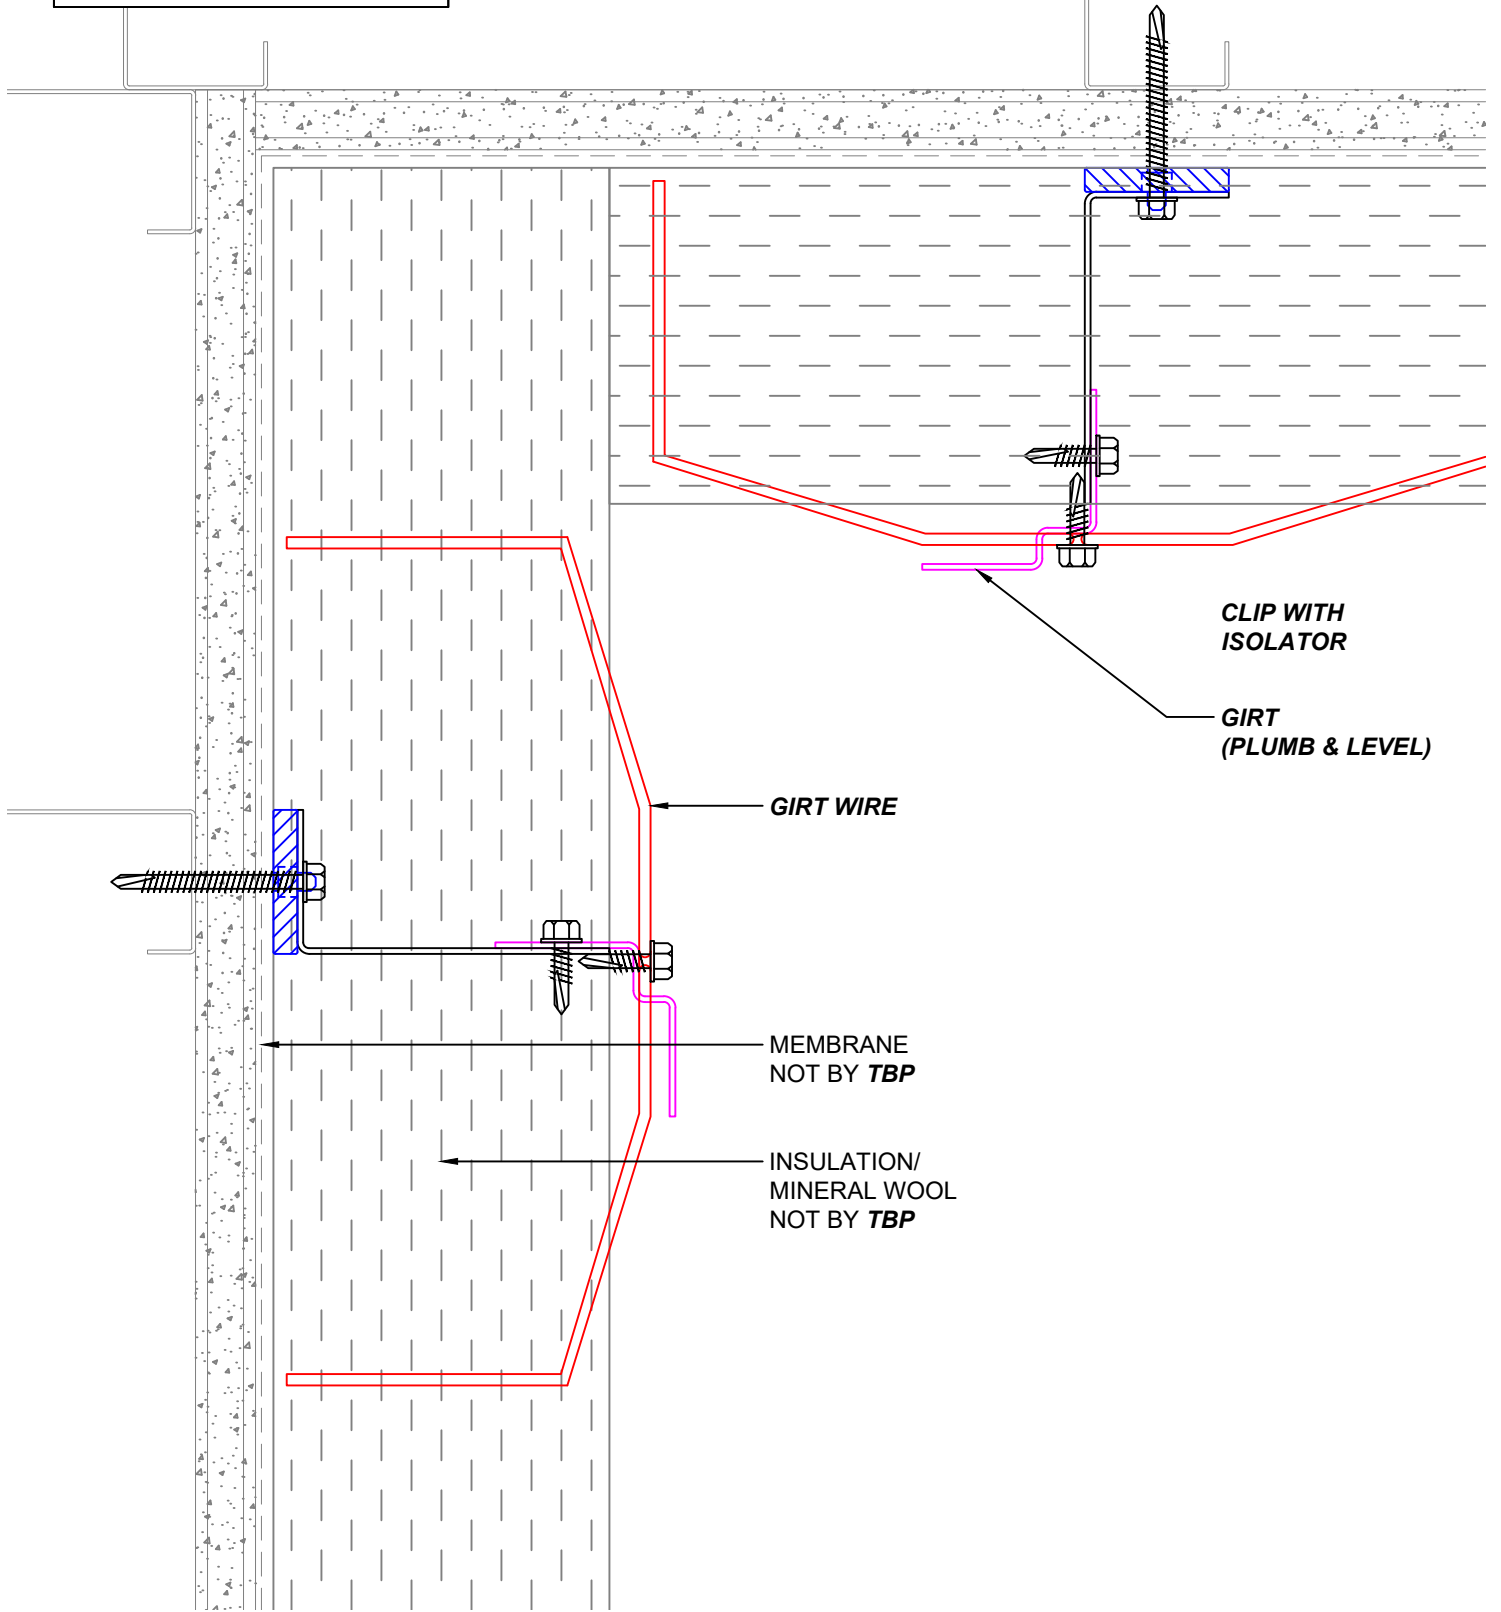 CLIP WITH
ISOLATOR
GIRT
(PLUMB & LEVEL)
GIRT WIRE
MEMBRANE
NOT BY TBP
INSULATION/
MINERAL WOOL
NOT BY TBP